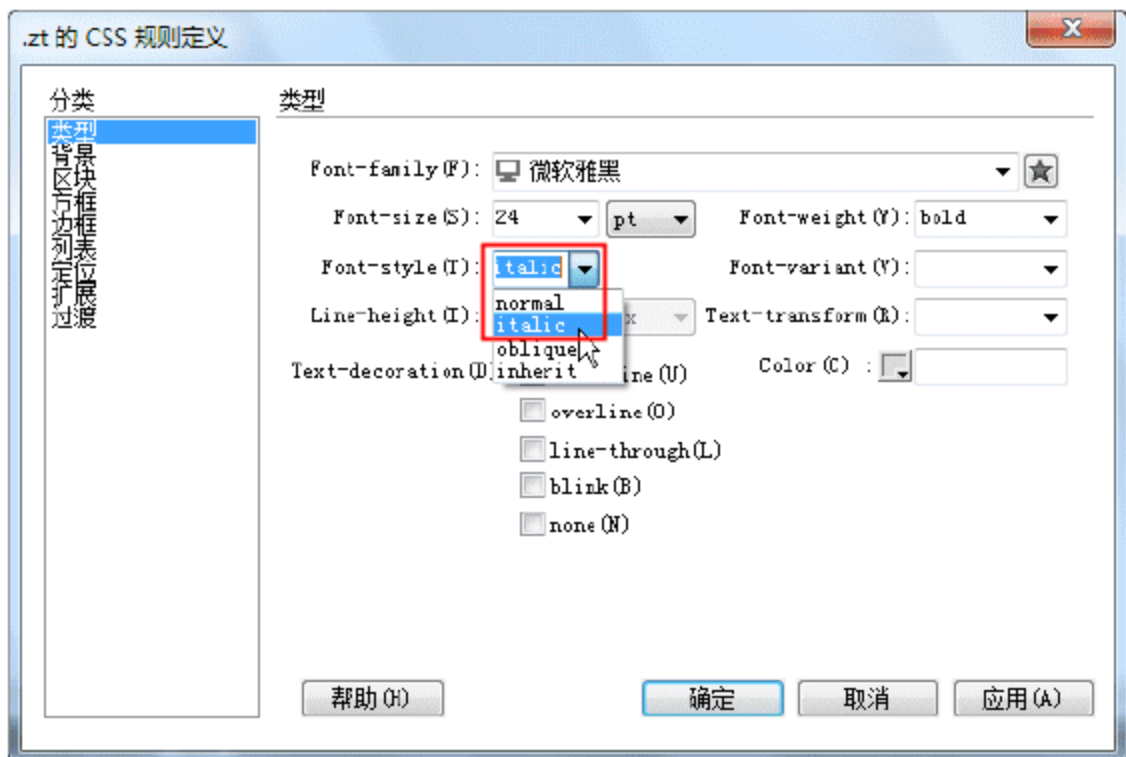 .zt 的 CSS 规则定义
分类
类型
背景
区块
方框
边框
列表
定位
扩展
过渡
类型
Font-family(F): 微软雅黑
Font-size(S): 24 pt Font-weight(Y): bold
Font-style(T): italic Font-variant(V):
normal
italic
oblique
inherit
Line-height(I): x Text-transform(R):
Text-decoration(D ine(U) Color(C) :
overline(O)
line-through(L)
blink(B)
none(N)
帮助(H) 确定 取消 应用(A)